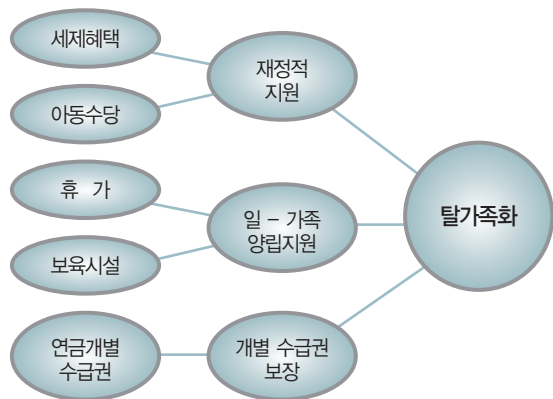 세제혜택
아동수당
휴 가
보육시설
연금개별
수급권
재정적
지원
일 – 가족
양립지원
개별 수급권
보장
탈가족화